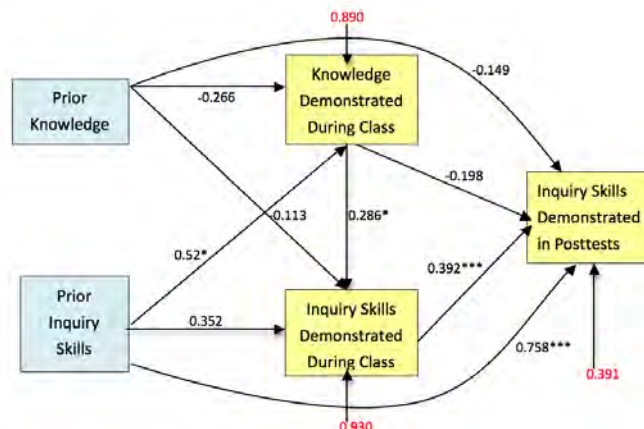 0.890
Knowledge
Demonstrated
During Class
Prior
Knowledge
-0.149
-0.266
-0.198
Inquiry Skills
Demonstrated
in Posttests
-0.113
0.286*
0.52*
0.392***
Prior
Inquiry
Skills
0.352
Inquiry Skills
Demonstrated
During Class
0.758***
0.391
0.930